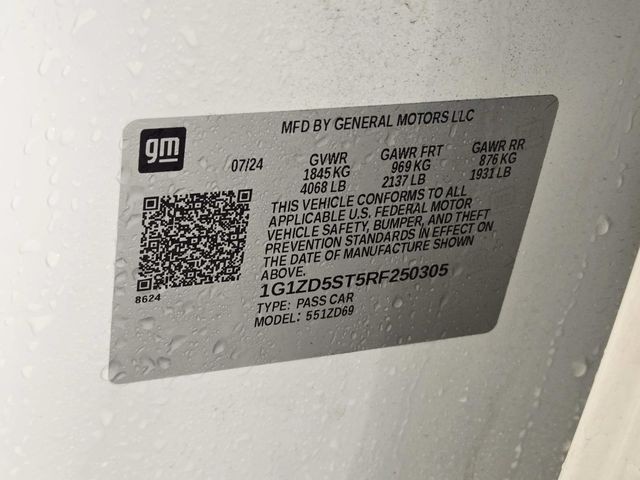 MFD BY GENERAL MOTORS LLC
gm
07/24 GVWR GAWR FRT GAWR RR
1845 KG 969 KG 876 KG
4068 LB 2137 LB 1931 LB
THIS VEHICLE CONFORMS TO ALL
APPLICABLE U.S. FEDERAL MOTOR
VEHICLE SAFETY, BUMPER, AND THEFT
PREVENTION STANDARDS IN EFFECT ON
THE DATE OF MANUFACTURE SHOWN
ABOVE.
8624
1G1ZD5ST5RF250305
TYPE: PASS CAR
MODEL: 551ZD69